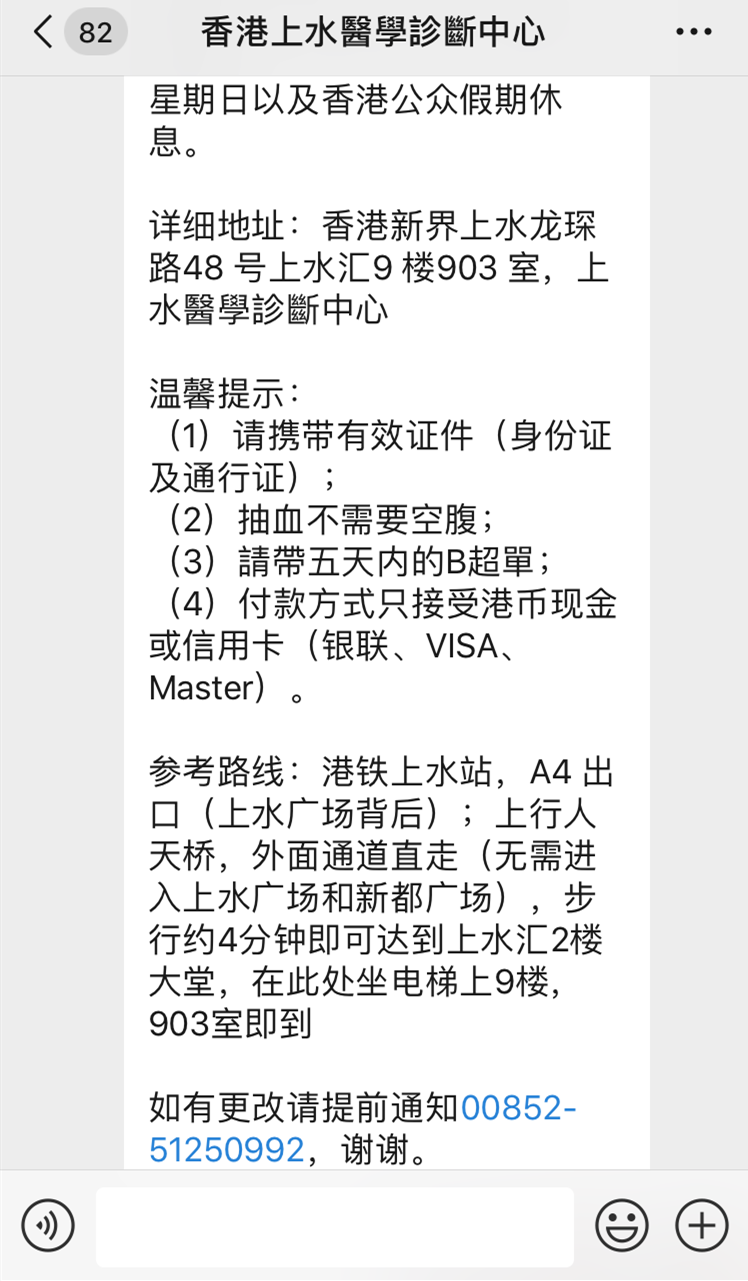 82
香港上水醫學診斷中心
星期日以及香港公众假期休
息。
详细地址：香港新界上水龙琛
路48 号上水汇9 楼903 室，上
水醫學診斷中心
温馨提示：
（1）请携带有效证件（身份证
及通行证）；
（2）抽血不需要空腹；
（3）請帶五天内的B超單；
（4）付款方式只接受港币现金
或信用卡（银联、VISA、
Master）。
参考路线：港铁上水站，A4 出
口（上水广场背后）；上行人
天桥，外面通道直走（无需进
入上水广场和新都广场），步
行约4分钟即可达到上水汇2楼
大堂，在此处坐电梯上9楼，
903室即到
如有更改请提前通知00852-
51250992，谢谢。